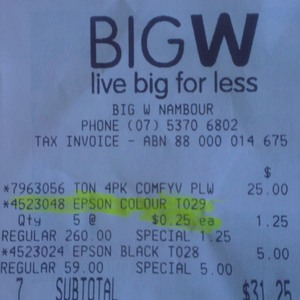 BIG W
live big for less
BIG W NAMBOUR
PHONE (07) 5370 6802
TAX INVOICE - ABN 88 000 014 675
$
*7963056 TON 4PK COMFYV PLW 25.00
*4523048 EPSON COLOUR T029
Qty 5 @ $0.25 ea 1.25
REGULAR 260.00 SPECIAL 1.25
*4523024 EPSON BLACK T028 5.00
REGULAR 59.00 SPECIAL 5.00
7 SUBTOTAL $31.25